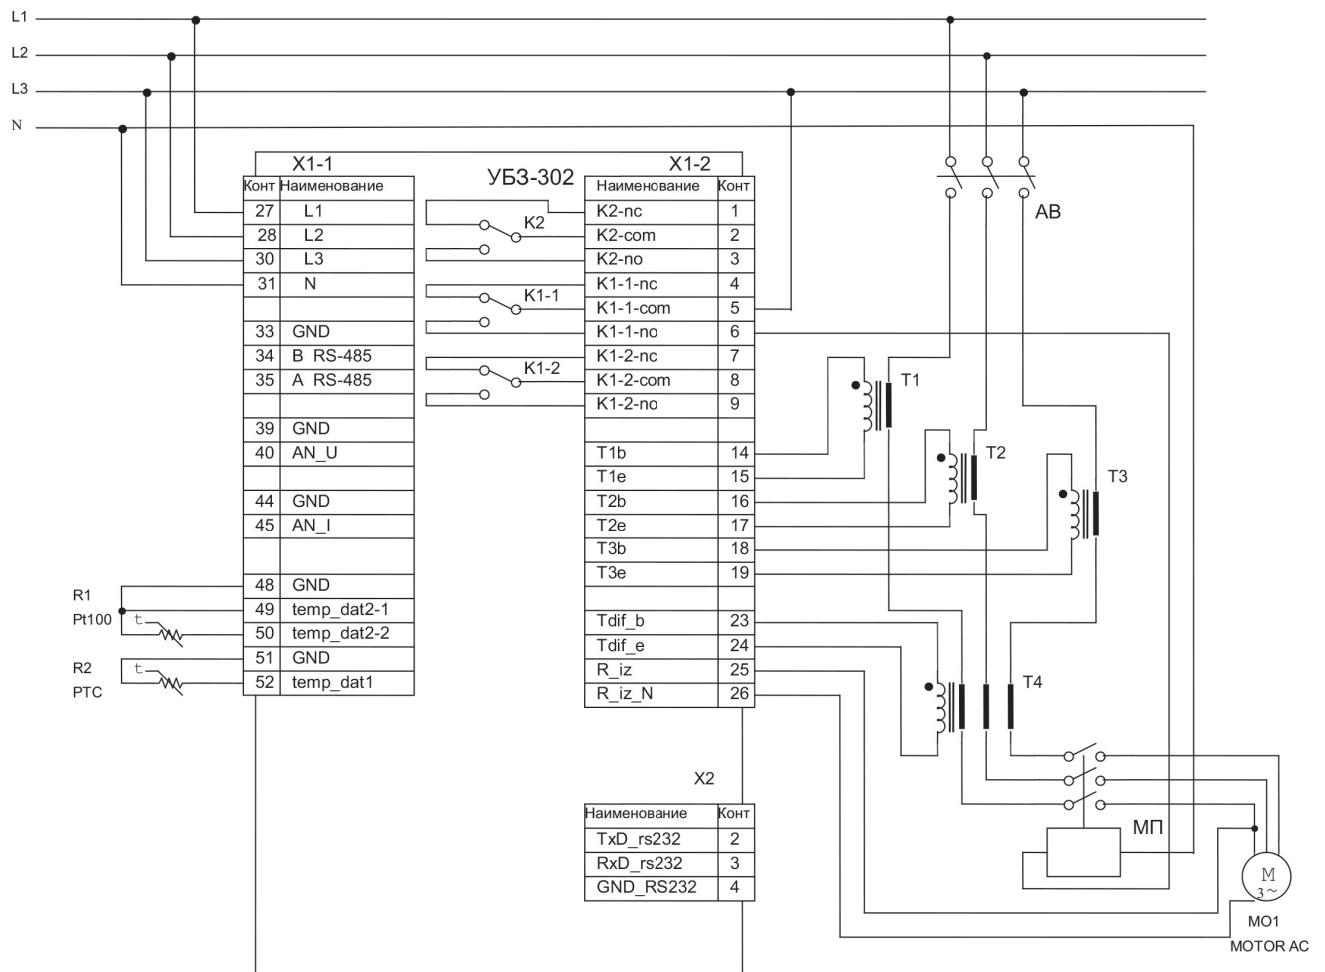 L1
L2
L3
N
X1-1
УБЗ-302
X1-2
Конт Наименование
27 L1
28 L2
30 L3
31 N
33 GND
34 B RS-485
35 A RS-485
39 GND
40 AN_U
44 GND
45 AN_I
48 GND
49 temp_dat2-1
50 temp_dat2-2
51 GND
52 temp_dat1
R1
Pt100
t
R2
PTC
t
K2
K1-1
K1-2
Наименование Конт
K2-nc 1
K2-com 2
K2-no 3
K1-1-nc 4
K1-1-com 5
K1-1-no 6
K1-2-nc 7
K1-2-com 8
K1-2-no 9
T1b 14
T1e 15
T2b 16
T2e 17
T3b 18
T3e 19
Tdif_b 23
Tdif_e 24
R_iz 25
R_iz_N 26
X2
Наименование Конт
TxD_rs232 2
RxD_rs232 3
GND_RS232 4
АВ
T1
T2
T3
T4
МП
M
3~
МО1
MOTOR AC